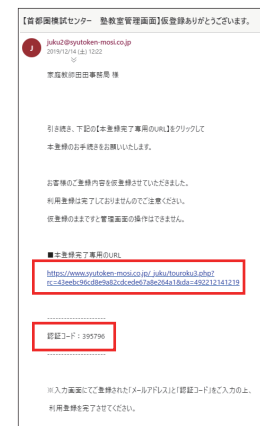 【首都圏模試センター　塾教室管理画面】仮登録ありがとうございます。
J
juku2@syutoken-mosi.co.jp
2019/12/14 (土) 12:22
家庭教師田田事務局 様
引き続き、下記の【本登録完了専用のURL】をクリックして
本登録のお手続きをお願いいたします。
お客様のご登録内容を仮登録させていただきました。
利用登録は完了しておりませんのでご注意ください。
仮登録のままですと管理画面の操作はできません。
■本登録完了専用のURL
https://www.syutoken-mosi.co.jp/ juku/touroku3.php?
rc=43eebc96cd8e9a82cdcede67a8e264a1&da=492212141219
--------------------
認証コード：395796
--------------------
※入力画面にてご登録された「メールアドレス」と「認証コード」をご入力の上、
利用登録を完了させてください。